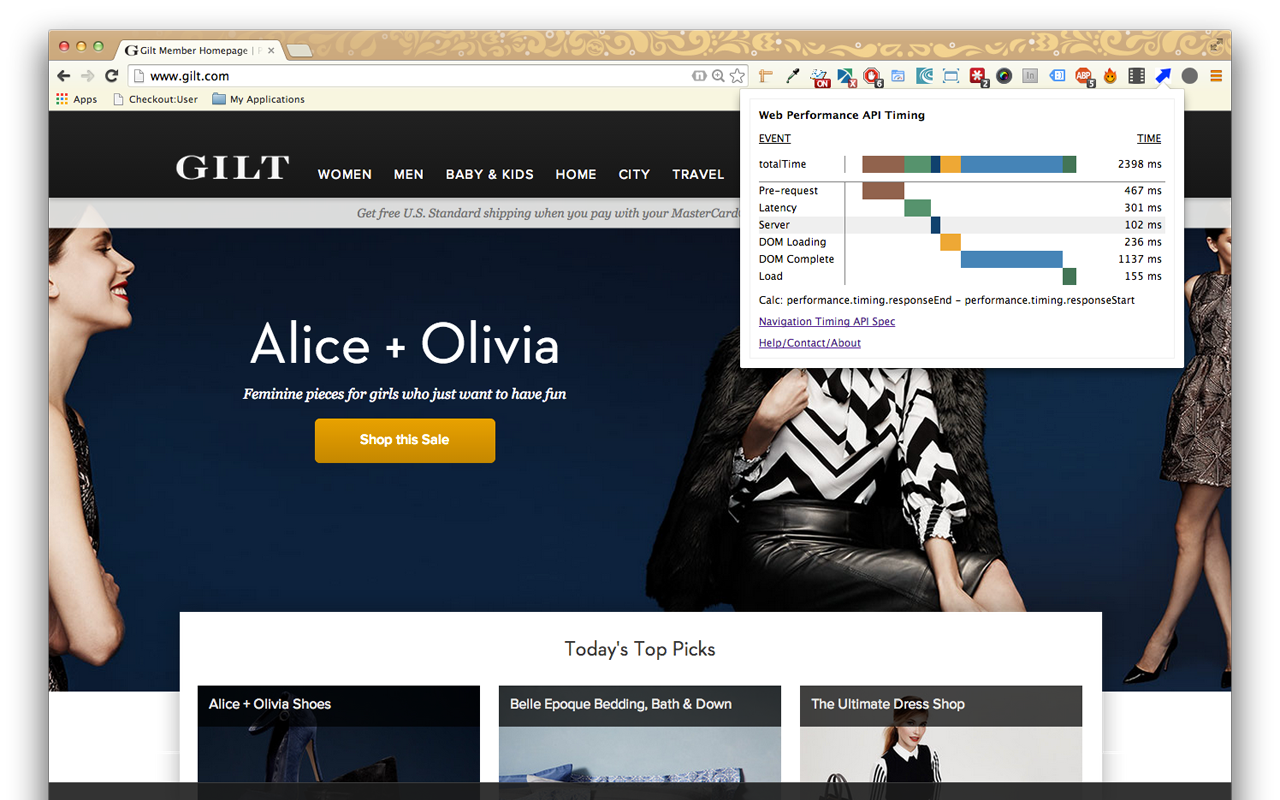 Gilt Member Homepage |
www.gilt.com
ON
6
2
5
ABP
Apps
Checkout:User
My Applications
GILT
WOMEN MEN BABY & KIDS HOME CITY TRAVEL
Get free U.S. Standard shipping when you pay with your MasterCard
Web Performance API Timing
EVENT TIME
totalTime 2398 ms
Pre-request 467 ms
Latency 301 ms
Server 102 ms
DOM Loading 236 ms
DOM Complete 1137 ms
Load 155 ms
Calc: performance.timing.responseEnd - performance.timing.responseStart
Navigation Timing API Spec
Help/Contact/About
Alice + Olivia
Feminine pieces for girls who just want to have fun
Shop this Sale
Today's Top Picks
Alice + Olivia Shoes
Belle Epoque Bedding, Bath & Down
The Ultimate Dress Shop